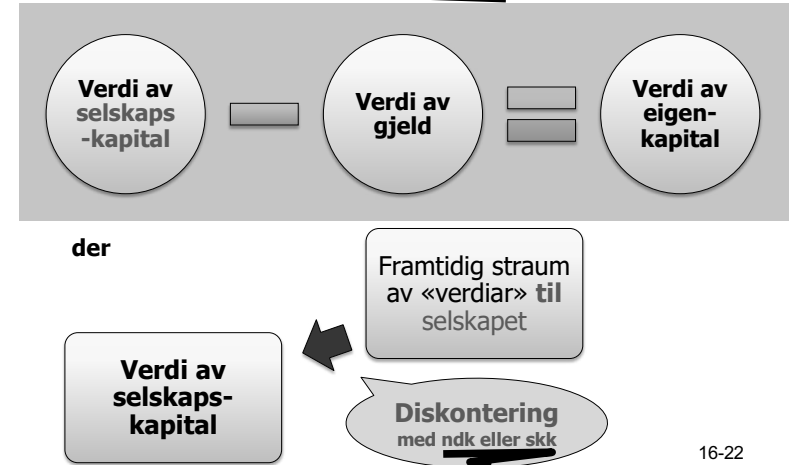 Verdi av
selskaps
-kapital
Verdi av
gjeld
Verdi av
eigen-
kapital
der
Framtidig straum
av «verdiar» til
selskapet
Verdi av
selskaps-
kapital
Diskontering
med ndk eller skk
16-22